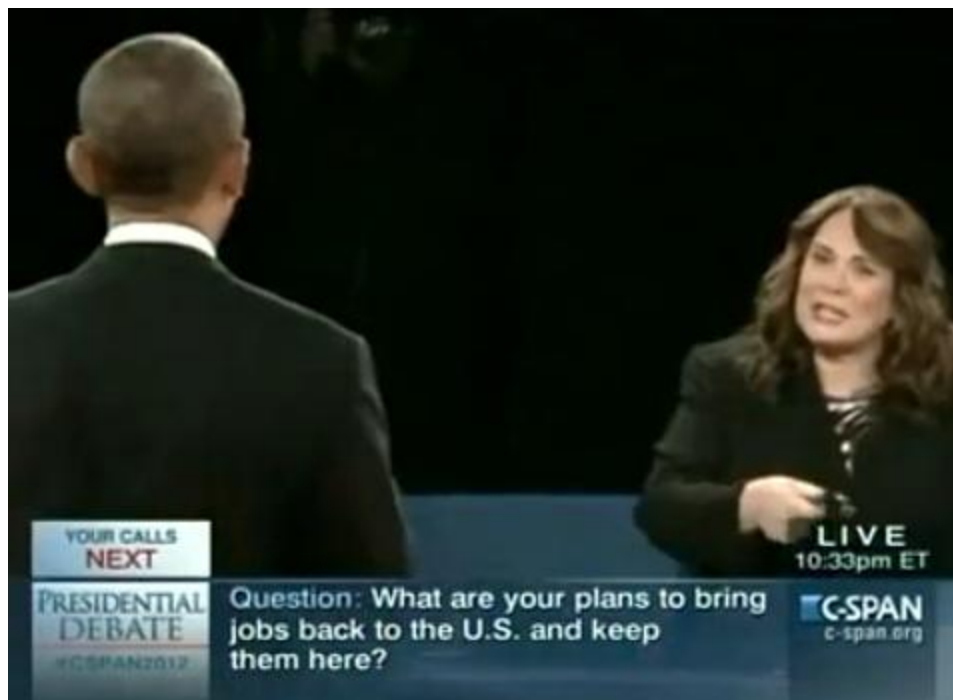 LIVE
10:33pm ET
YOUR CALLS
NEXT
PRESIDENTIAL
DEBATE
#CSPAN2012
Question: What are your plans to bring
jobs back to the U.S. and keep
them here?
C-SPAN
c-span.org